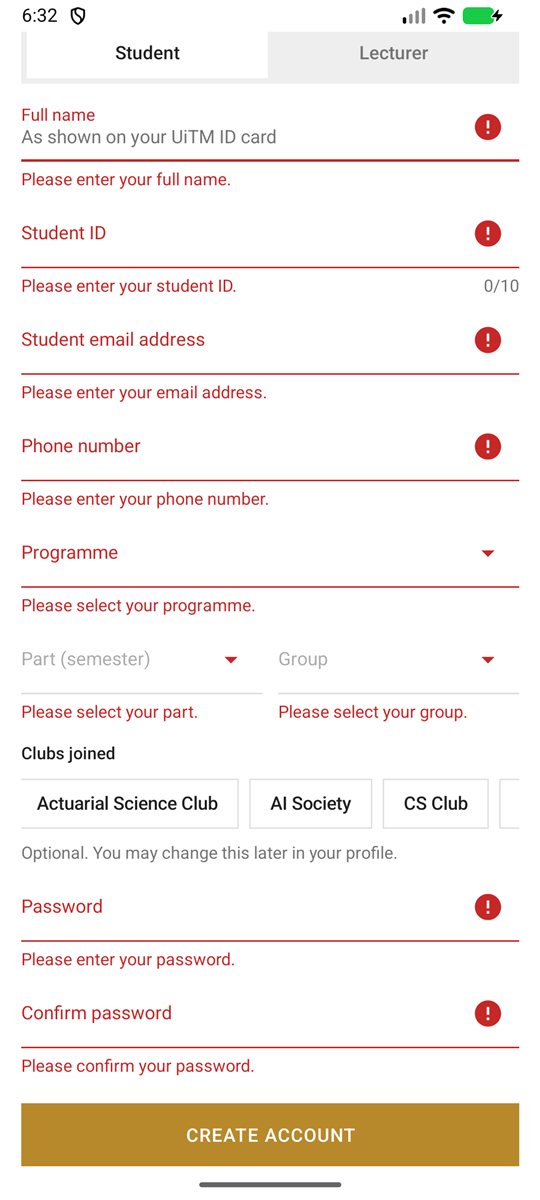 6:32
Student Lecturer
Full name
As shown on your UiTM ID card
Please enter your full name.
Student ID
Please enter your student ID. 0/10
Student email address
Please enter your email address.
Phone number
Please enter your phone number.
Programme
Please select your programme.
Part (semester) Group
Please select your part. Please select your group.
Clubs joined
Actuarial Science Club AI Society CS Club
Optional. You may change this later in your profile.
Password
Please enter your password.
Confirm password
Please confirm your password.
CREATE ACCOUNT